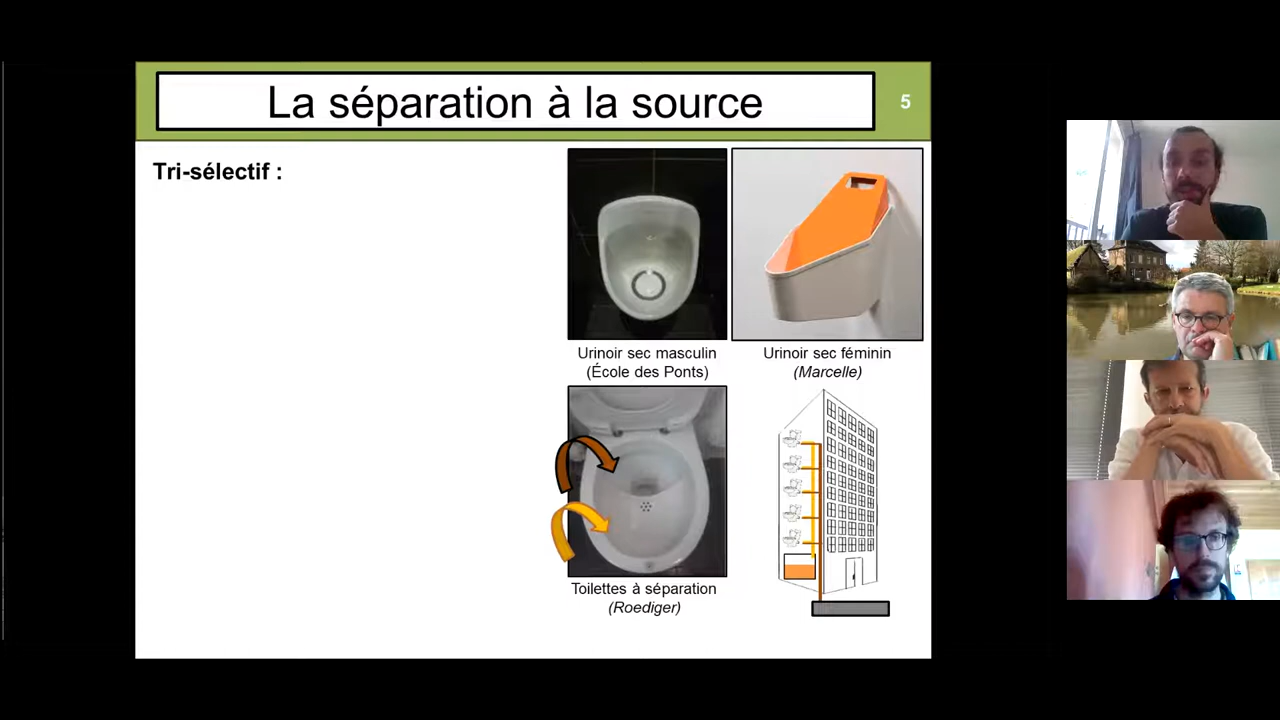 La séparation à la source
5
Tri-sélectif :
Urinoir sec masculin
(École des Ponts)
Urinoir sec féminin
(Marcelle)
Toilettes à séparation
(Roediger)